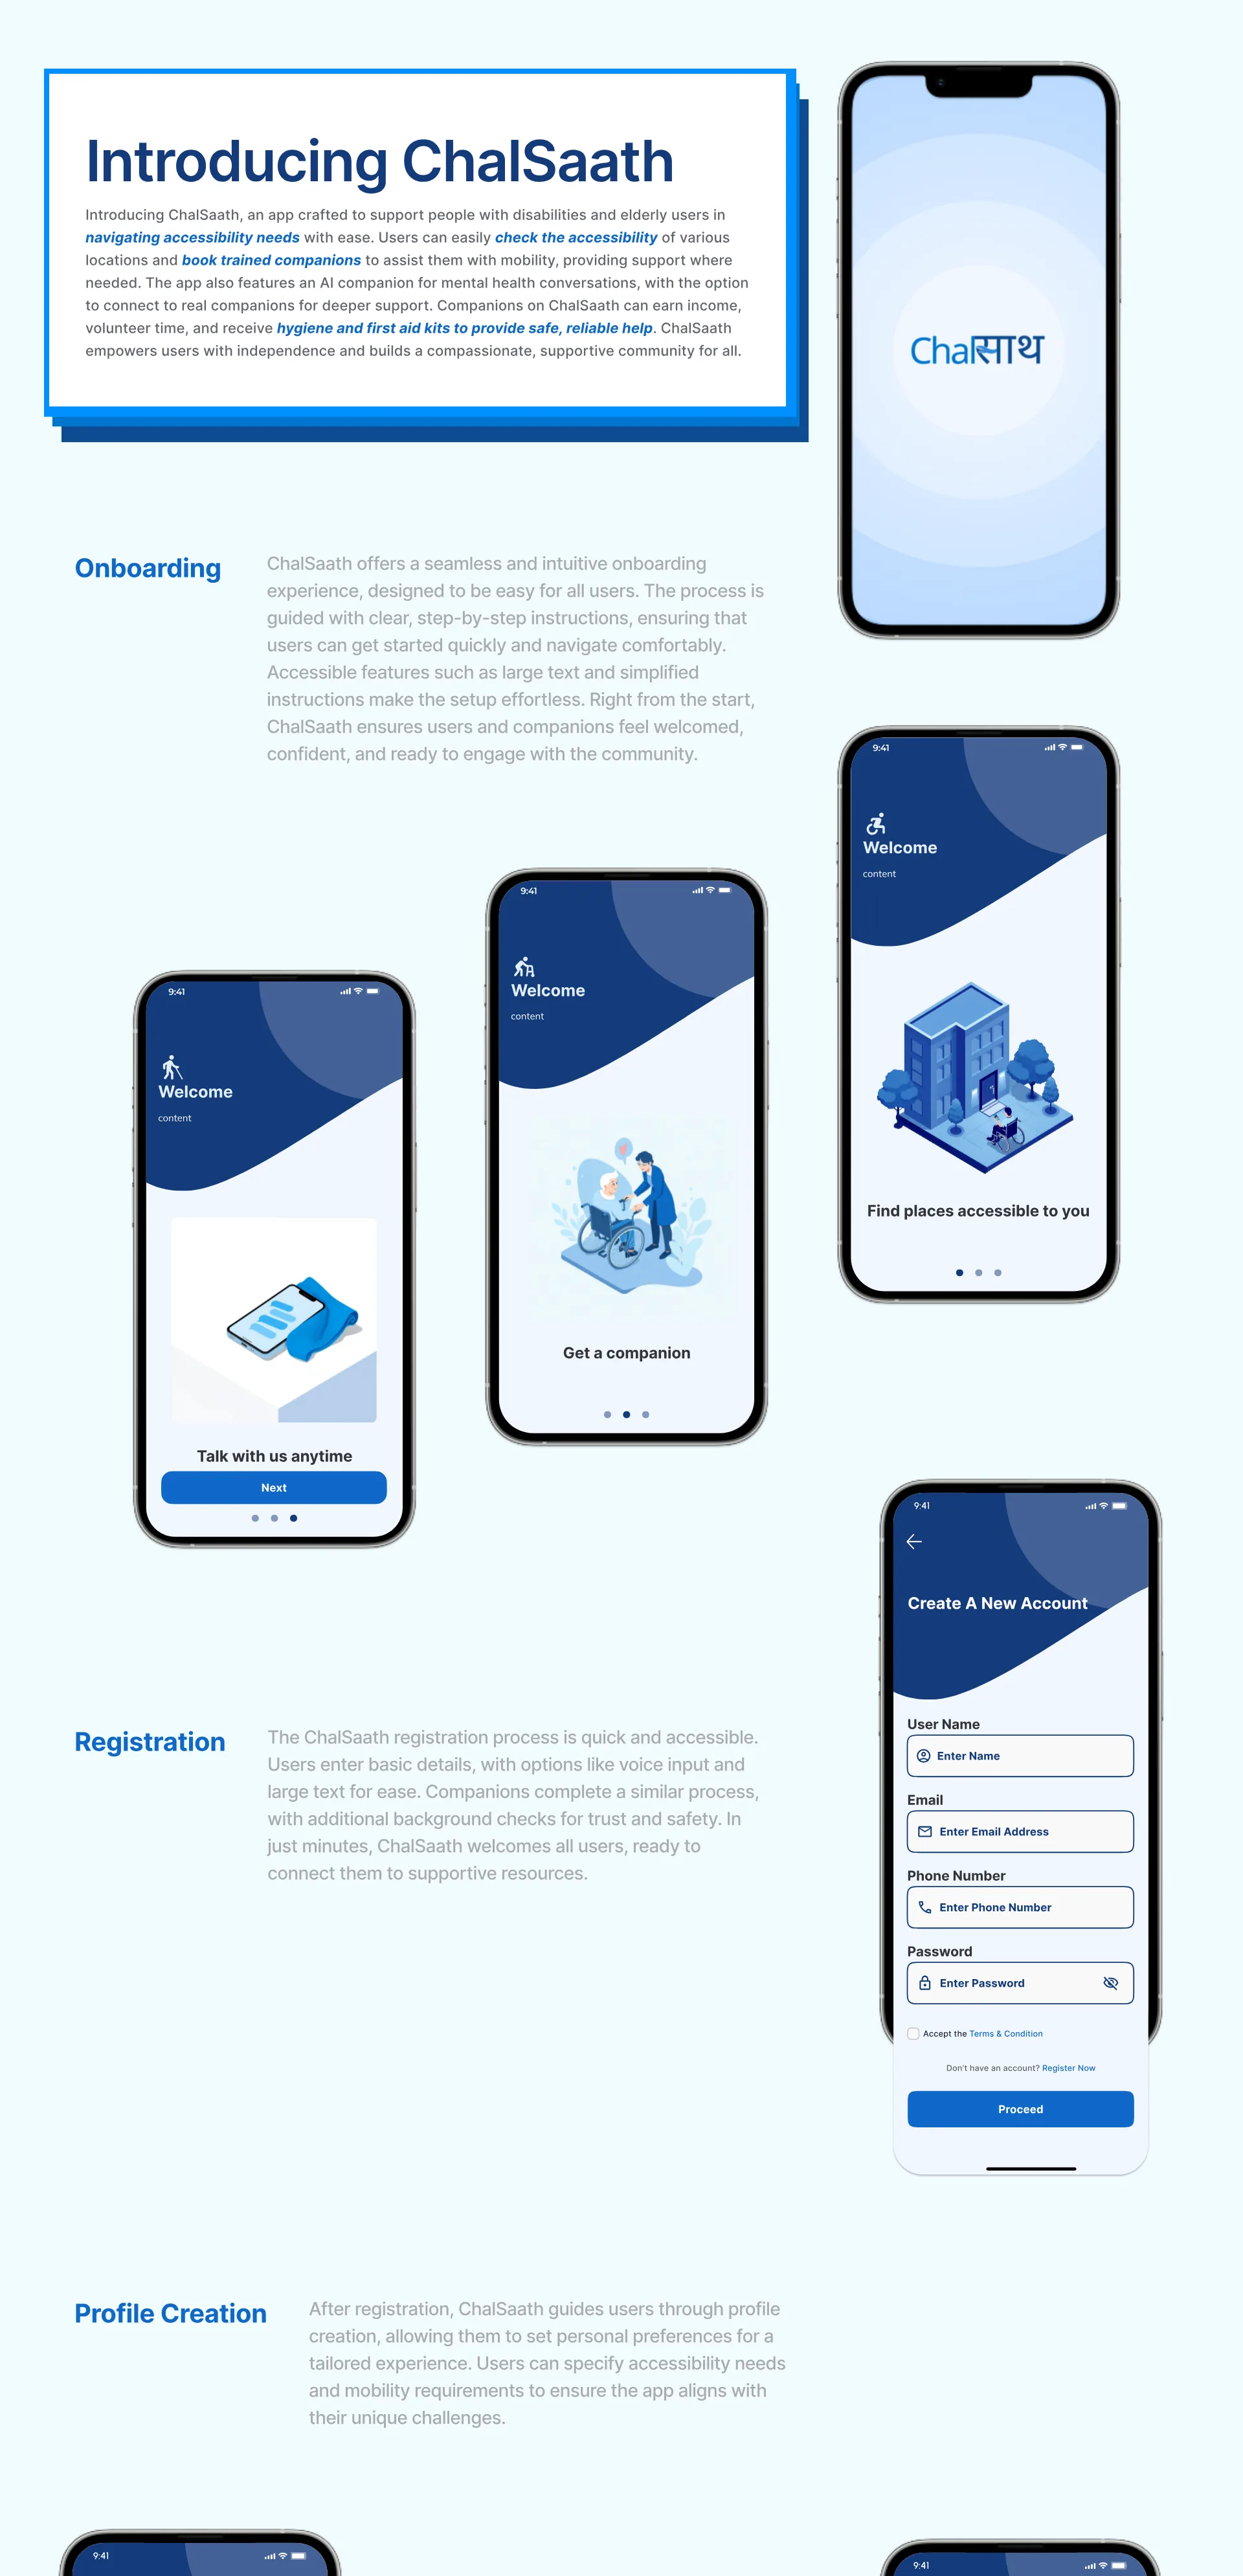 Introducing ChalSaath
Introducing ChalSaath, an app crafted to support people with disabilities and elderly users in
navigating accessibility needs with ease. Users can easily check the accessibility of various
locations and book trained companions to assist them with mobility, providing support where
needed. The app also features an AI companion for mental health conversations, with the option
to connect to real companions for deeper support. Companions on ChalSaath can earn income,
volunteer time, and receive hygiene and first aid kits to provide safe, reliable help. ChalSaath
empowers users with independence and builds a compassionate, supportive community for all.
Chalसाथ
Onboarding
ChalSaath offers a seamless and intuitive onboarding
experience, designed to be easy for all users. The process is
guided with clear, step-by-step instructions, ensuring that
users can get started quickly and navigate comfortably.
Accessible features such as large text and simplified
instructions make the setup effortless. Right from the start,
ChalSaath ensures users and companions feel welcomed,
confident, and ready to engage with the community.
9:41
Welcome
content
Find places accessible to you
9:41
Welcome
content
Get a companion
9:41
Welcome
content
Talk with us anytime
Next
Registration
The ChalSaath registration process is quick and accessible.
Users enter basic details, with options like voice input and
large text for ease. Companions complete a similar process,
with additional background checks for trust and safety. In
just minutes, ChalSaath welcomes all users, ready to
connect them to supportive resources.
9:41
Create A New Account
User Name
Enter Name
Email
Enter Email Address
Phone Number
Enter Phone Number
Password
Enter Password
Accept the Terms & Condition
Don't have an account? Register Now
Proceed
Profile Creation
After registration, ChalSaath guides users through profile
creation, allowing them to set personal preferences for a
tailored experience. Users can specify accessibility needs
and mobility requirements to ensure the app aligns with
their unique challenges.
9:41
9:41